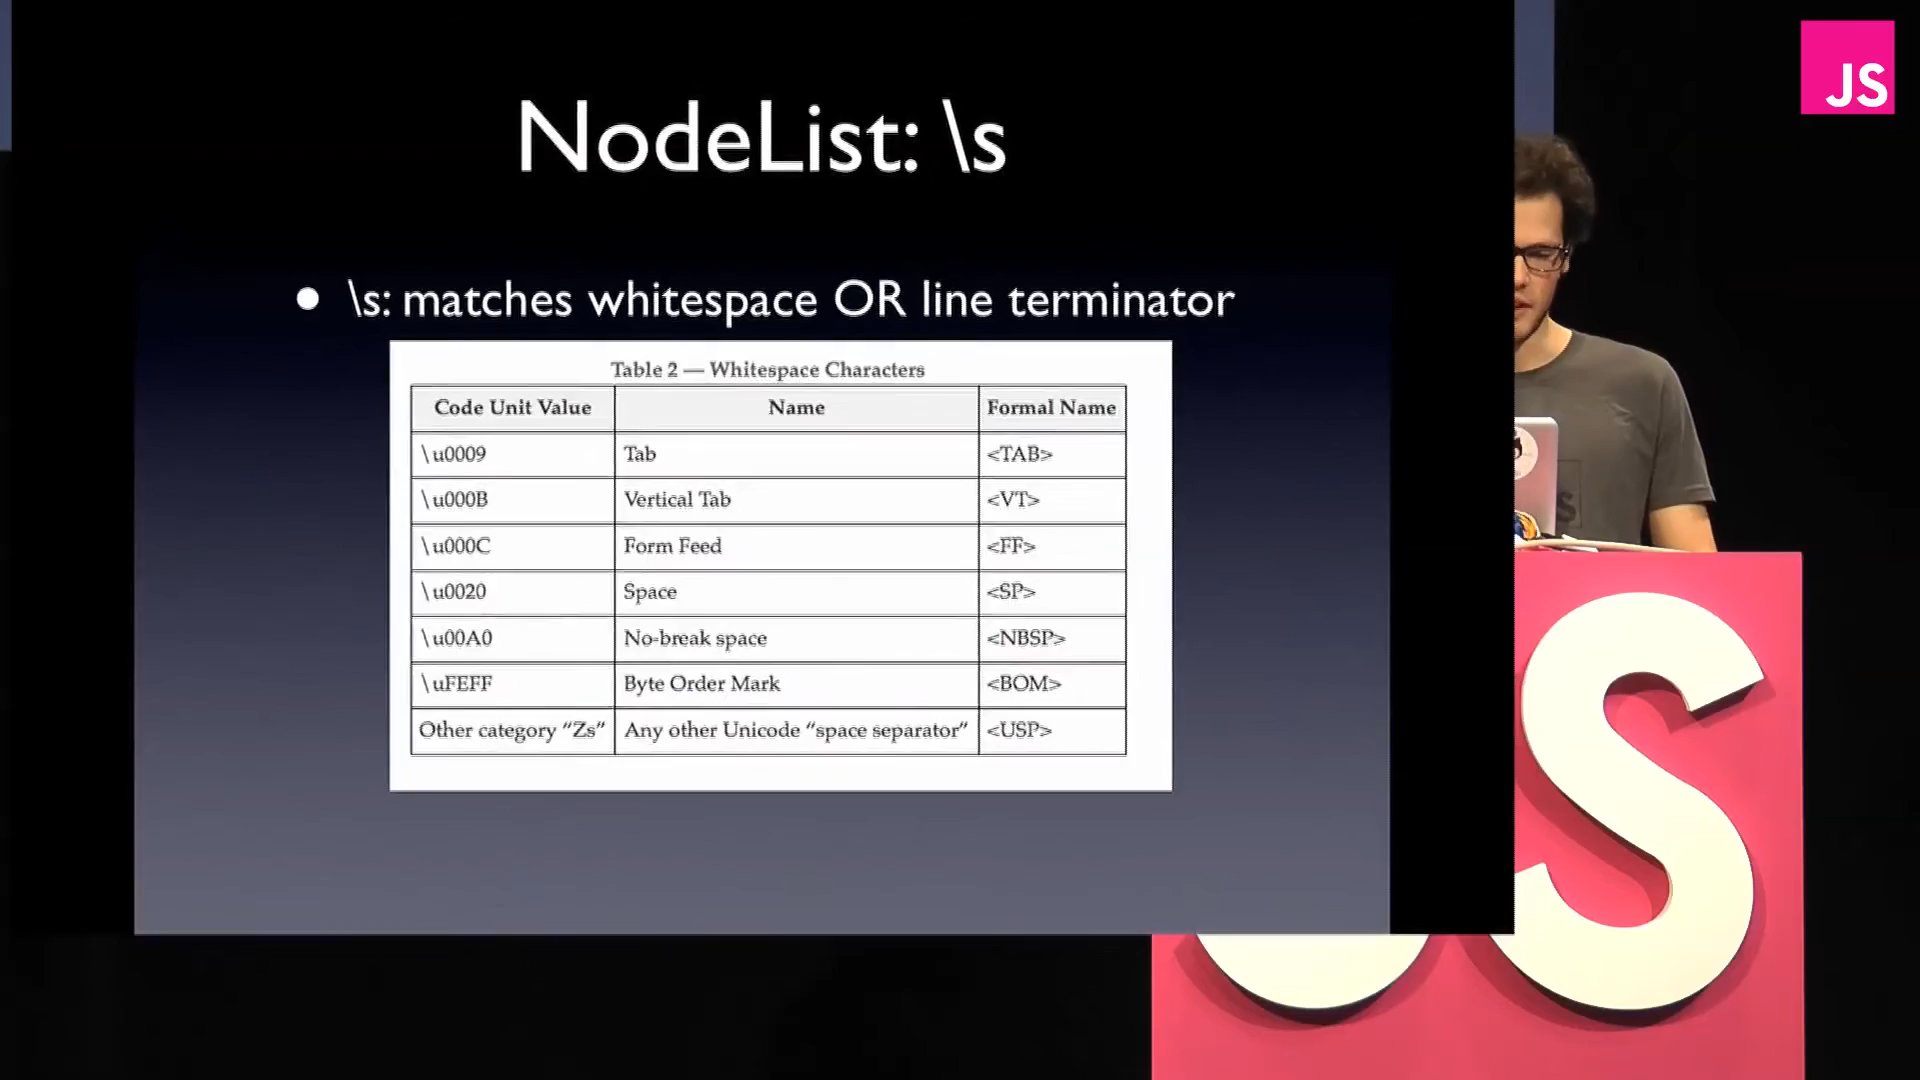 JS
NodeList: \s
• \s: matches whitespace OR line terminator
Table 2 — Whitespace Characters
Code Unit Value Name Formal Name
\u0009 Tab <TAB>
\u000B Vertical Tab <VT>
\u000C Form Feed <FF>
\u0020 Space <SP>
\u00A0 No-break space <NBSP>
\uFEFF Byte Order Mark <BOM>
Other category “Zs” Any other Unicode “space separator” <USP>
S